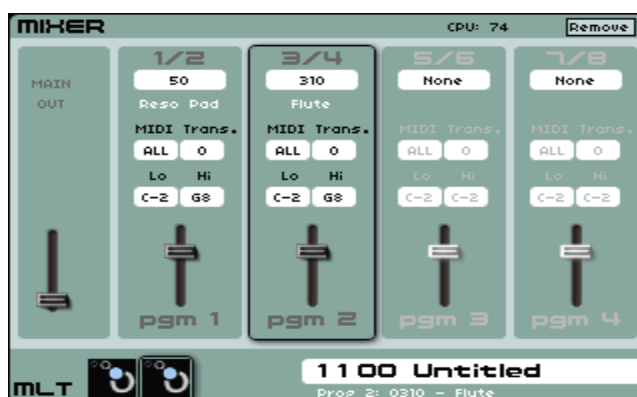 MIXER CPU: 74 Remove
MAIN OUT
1/2 3/4 5/6 7/8
50 310 None None
Reso Pad Flute
MIDI Trans. MIDI Trans. MIDI Trans. MIDI Trans.
ALL 0 ALL 0 ALL 0 ALL 0
Lo Hi Lo Hi Lo Hi Lo Hi
C-2 G8 C-2 G8 C-2 C-2 C-2 C-2
pgm 1 pgm 2 pgm 3 pgm 4
MLT 1100 Untitled
Prog 2: 0310 - Flute